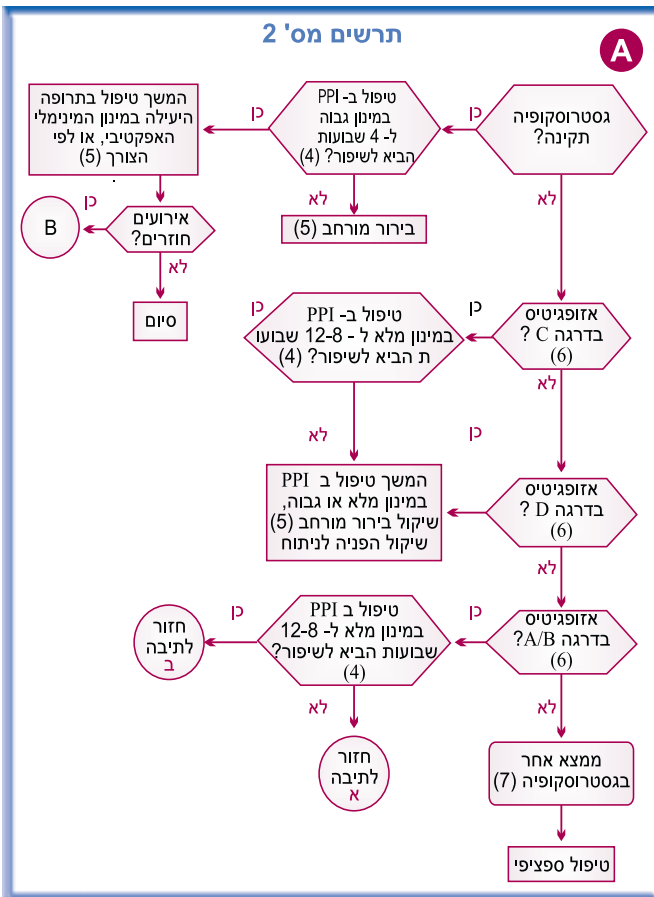 תרשים מס' 2
A
גסטרוסקופיה
תקינה?
כן
טיפול ב- PPI
במינון גבוה
ל- 4 שבועות
הביא לשיפור? (4)
כן
המשך טיפול בתרופה
היעילה במינון המינימלי
האפקטיבי, או לפי
הצורך (5)
.
לא
בירור מורחב (5)
אירועים
חוזרים?
כן
B
לא
סיום
לא
אזופגיטיס
בדרגה C ?
(6)
כן
טיפול ב- PPI
במינון מלא ל - 12-8 שבועו
ת הביא לשיפור? (4)
כן
לא
לא
אזופגיטיס
בדרגה D ?
(6)
כן
המשך טיפול ב PPI
במינון מלא או גבוה,
שיקול בירור מורחב (5)
שיקול הפניה לניתוח
לא
אזופגיטיס
בדרגה A/B?
(6)
כן
טיפול ב PPI
במינון מלא ל- 12-8
שבועות הביא לשיפור?
(4)
כן
חזור
לתיבה
ב
לא
חזור
לתיבה
א
לא
ממצא אחר
בגסטרוסקופיה (7)
טיפול ספציפי